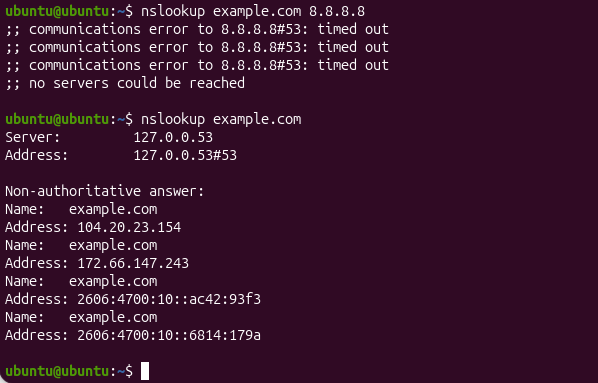 ubuntu@ubuntu:~$ nslookup example.com 8.8.8.8
;; communications error to 8.8.8.8#53: timed out
;; communications error to 8.8.8.8#53: timed out
;; communications error to 8.8.8.8#53: timed out
;; no servers could be reached

ubuntu@ubuntu:~$ nslookup example.com
Server:         127.0.0.53
Address:        127.0.0.53#53

Non-authoritative answer:
Name:   example.com
Address: 104.20.23.154
Name:   example.com
Address: 172.66.147.243
Name:   example.com
Address: 2606:4700:10::ac42:93f3
Name:   example.com
Address: 2606:4700:10::6814:179a

ubuntu@ubuntu:~$